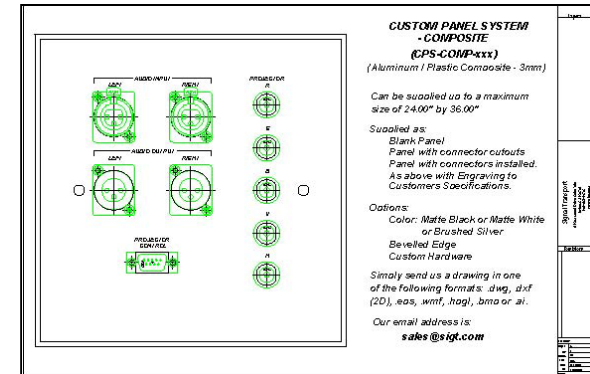 CUSTOM PANEL SYSTEM
- COMPOSITE
(CPS-COMP-xxx)
(Aluminum / Plastic Composite - 3mm)
Can be supplied up to a maximum
size of 24.00" by 36.00"
Supplied as:
Blank Panel
Panel with connector cutouts
Panel with connectors installed.
As above with Engraving to
Customers Specifications.
Options:
Color: Matte Black or Matte White
or Brushed Silver
Bevelled Edge
Custom Hardware
Simply send us a drawing in one
of the following formats: .dwg, .dxf
(2D), .eps, .wmf, .hpgl, .bmp or .ai.
Our email address is:
sales@sigt.com
AUDIO INPUT
LEFT
RIGHT
AUDIO OUTPUT
LEFT
RIGHT
PROJECTOR
CONTROL
PROJECTOR
R
G
B
V
H
Signal Transport